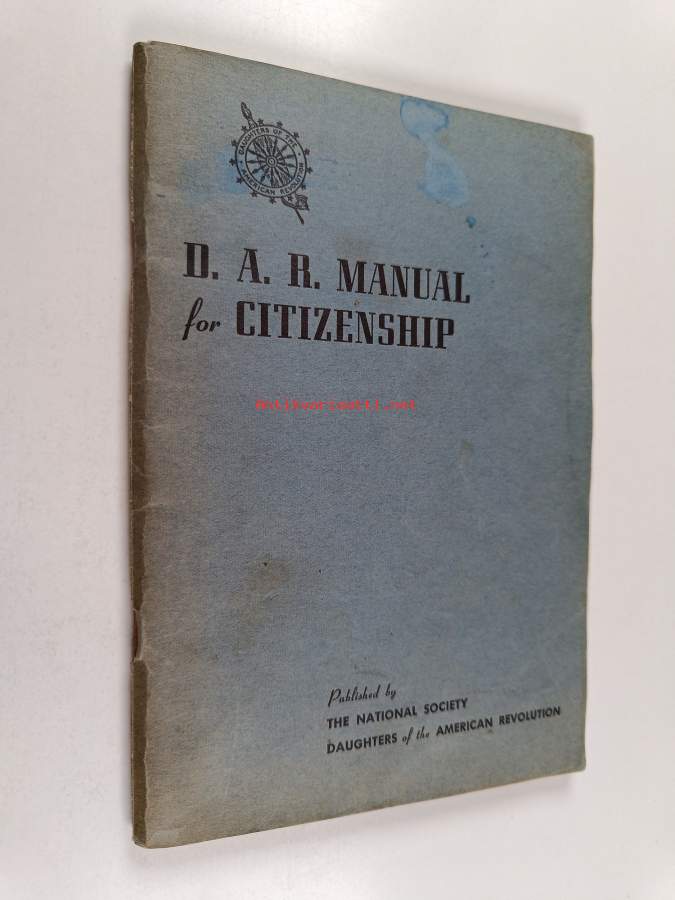 DAUGHTERS OF THE
AMERICAN REVOLUTION
D. A. R. MANUAL
for CITIZENSHIP
Antikvariaatti.net
Published by
THE NATIONAL SOCIETY
DAUGHTERS of the AMERICAN REVOLUTION